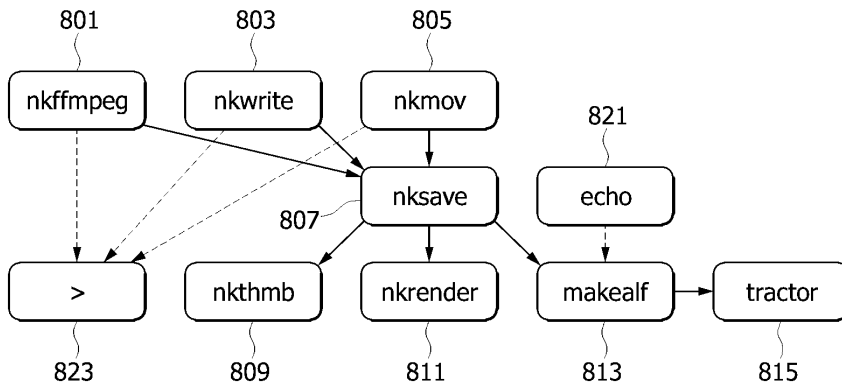 801
803
805
nkffmpeg
nkwrite
nkmov
821
nksave
echo
807
>
nkthmb
nkrender
makealf
tractor
823
809
811
813
815